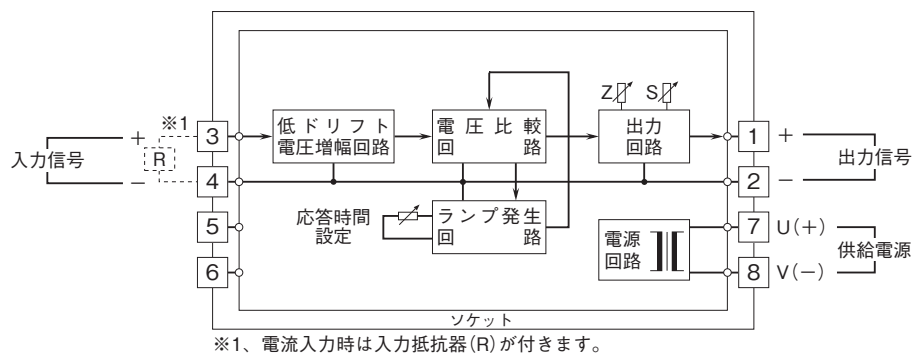 ※1
入力信号
+
R
−
3
4
5
6
低ドリフト
電圧増幅回路
電圧比較
回路
Z
S
出力
回路
応答時間
設定
ランプ発生
回路
電源
回路
1
+
2
−
出力信号
7
U(+)
8
V(−)
供給電源
ソケット
※1、電流入力時は入力抵抗器(R)が付きます。